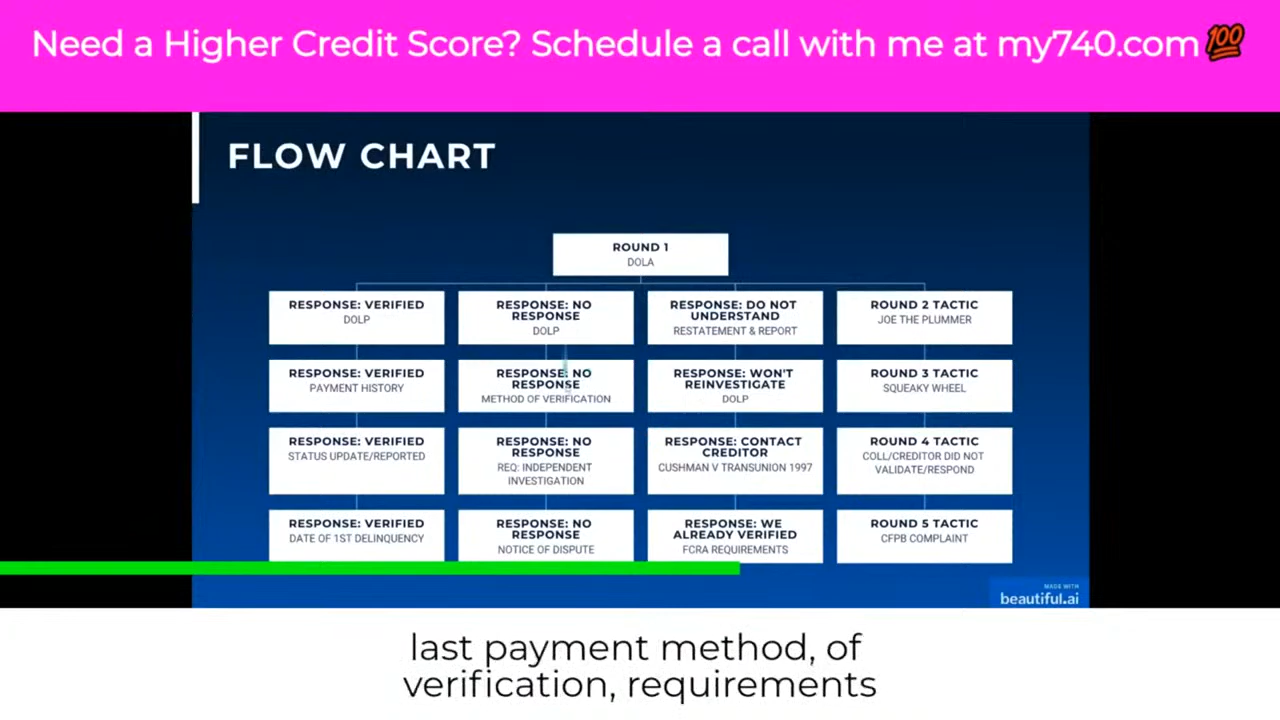 Need a Higher Credit Score? Schedule a call with me at my740.com💯
FLOW CHART
ROUND 1
DOLA
RESPONSE: VERIFIED
DOLP
RESPONSE: NO
RESPONSE
DOLP
RESPONSE: DO NOT
UNDERSTAND
RESTATEMENT & REPORT
ROUND 2 TACTIC
JOE THE PLUMMER
RESPONSE: VERIFIED
PAYMENT HISTORY
RESPONSE: NO
RESPONSE
METHOD OF VERIFICATION
RESPONSE: WON'T
REINVESTIGATE
DOLP
ROUND 3 TACTIC
SQUEAKY WHEEL
RESPONSE: VERIFIED
STATUS UPDATE/REPORTED
RESPONSE: NO
RESPONSE
REQ: INDEPENDENT
INVESTIGATION
RESPONSE: CONTACT
CREDITOR
CUSHMAN V TRANSUNION 1997
ROUND 4 TACTIC
COLL/CREDITOR DID NOT
VALIDATE/RESPOND
RESPONSE: VERIFIED
DATE OF 1ST DELINQUENCY
RESPONSE: NO
RESPONSE
NOTICE OF DISPUTE
RESPONSE: WE
ALREADY VERIFIED
FCRA REQUIREMENTS
ROUND 5 TACTIC
CFPB COMPLAINT
MADE WITH
beautiful.ai
last payment method, of
verification, requirements